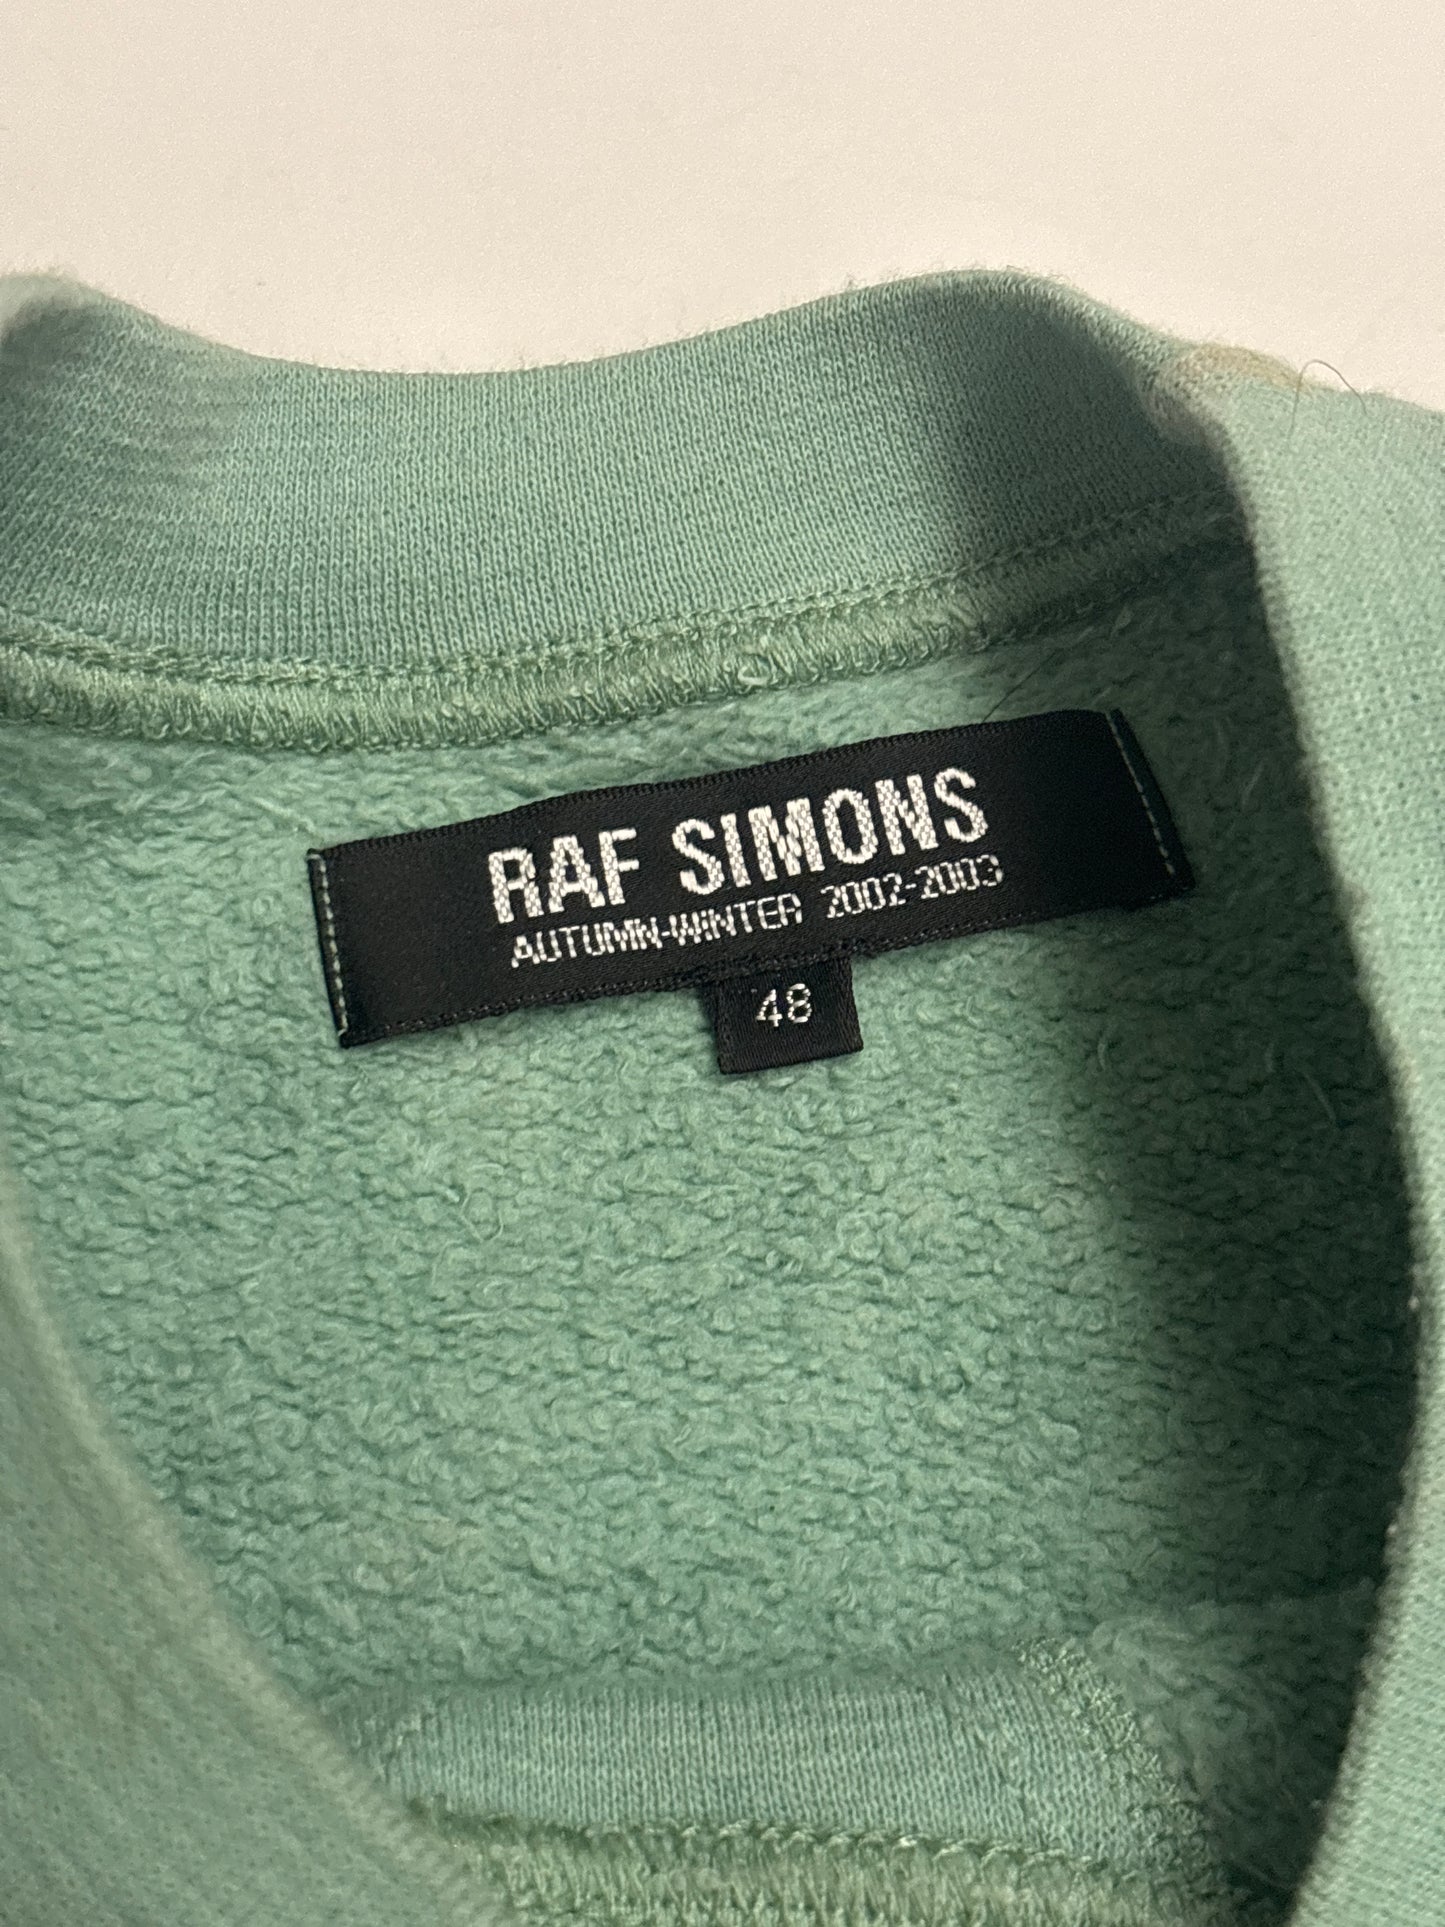 RAF SIMONS
AUTUMN-WINTER 2002-2003
48